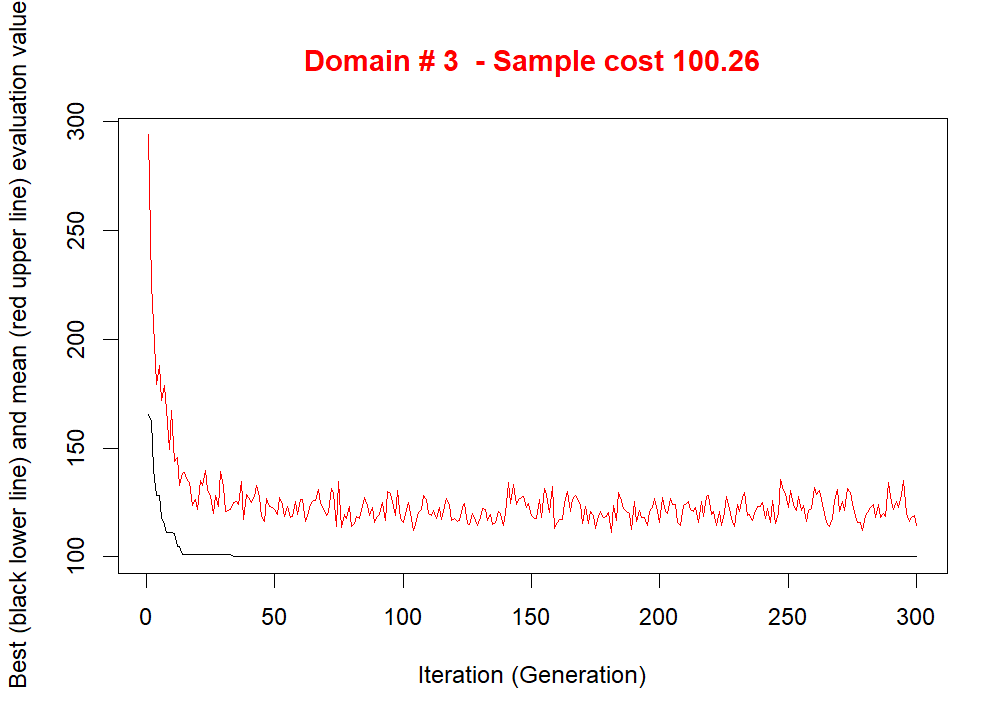 Domain # 3  - Sample cost 100.26
Best (black lower line) and mean (red upper line) evaluation value
300
250
200
150
100
0 50 100 150 200 250 300
Iteration (Generation)